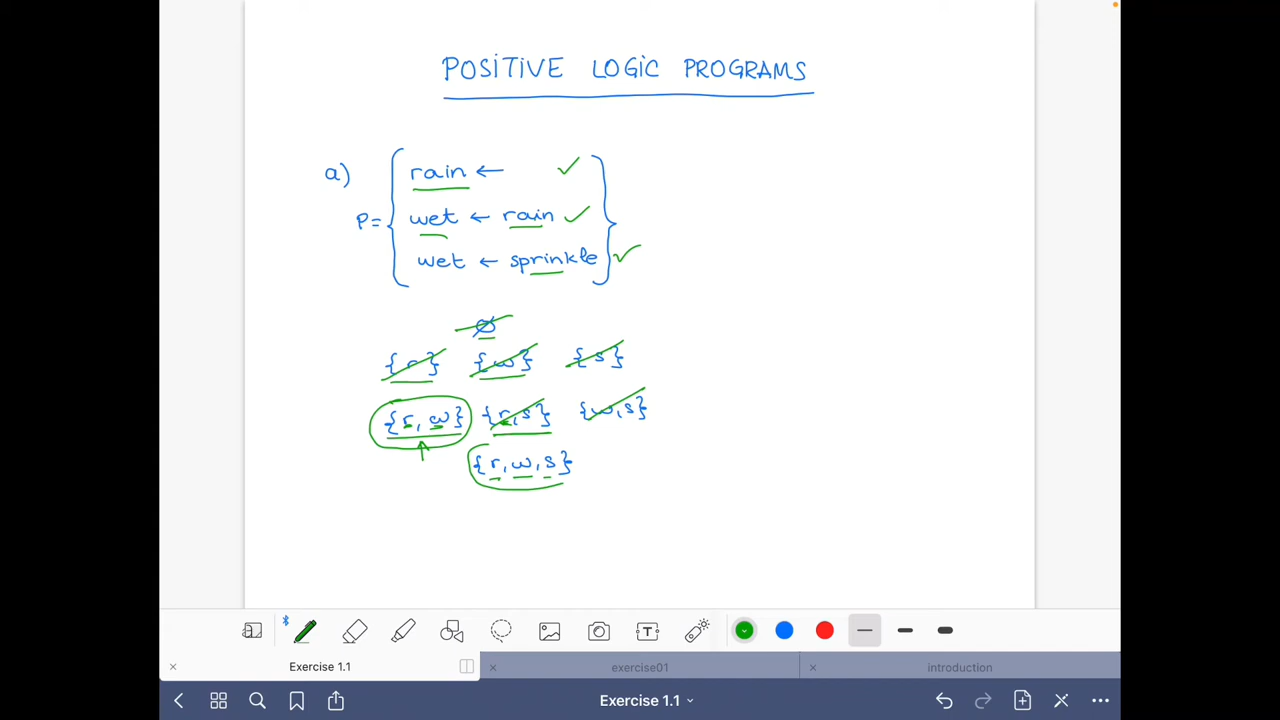 POSITIVE LOGIC PROGRAMS
a)
P = { rain ←
wet ← rain
wet ← sprinkle }
∅
{r} {w} {s}
{r, w} {r, s} {w, s}
{r, w, s}
T
Exercise 1.1
exercise01
introduction
Exercise 1.1